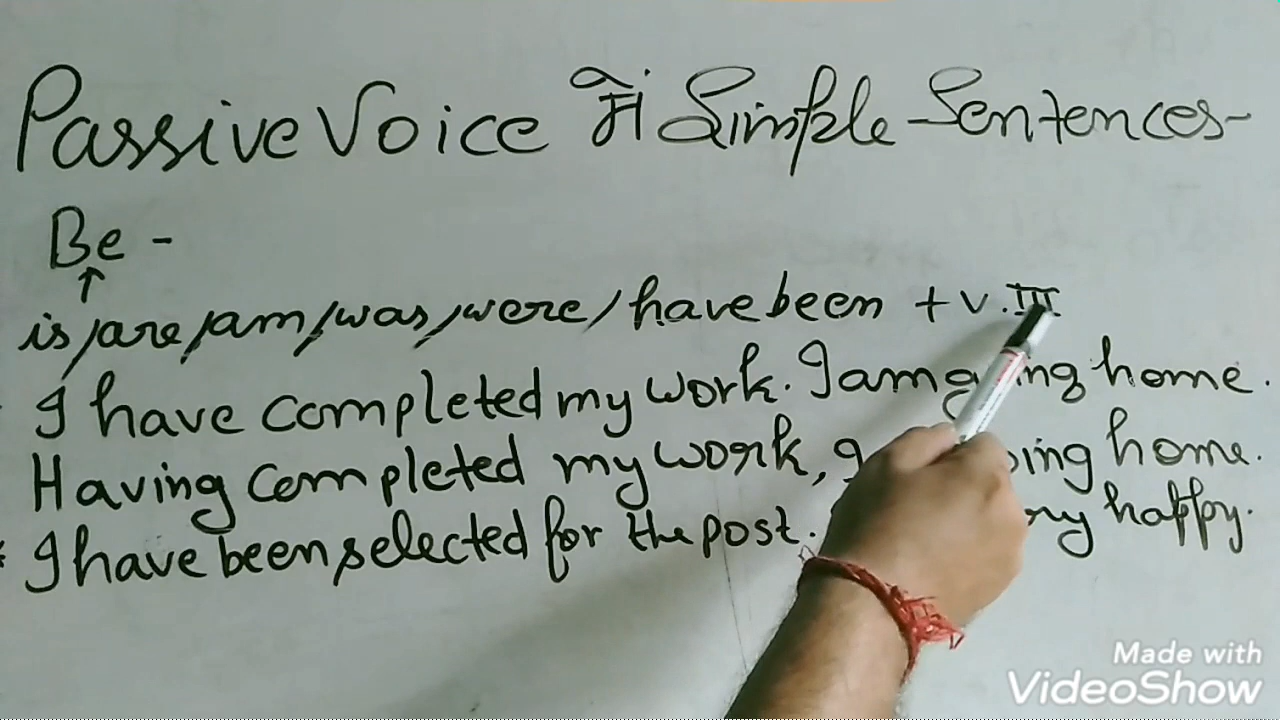 Passive Voice में Simple Sentences-
Be -
↑
is/are/am/was/were/have been + V.III
I have completed my work. I am going home.
Having completed my work, I home.
I have been selected for the post. happy.
Made with
VideoShow